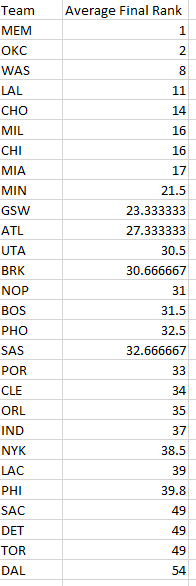 Team Average Final Rank
MEM 1
OKC 2
WAS 8
LAL 11
CHO 14
MIL 16
CHI 16
MIA 17
MIN 21.5
GSW 23.333333
ATL 27.333333
UTA 30.5
BRK 30.666667
NOP 31
BOS 31.5
PHO 32.5
SAS 32.666667
POR 33
CLE 34
ORL 35
IND 37
NYK 38.5
LAC 39
PHI 39.8
SAC 49
DET 49
TOR 49
DAL 54